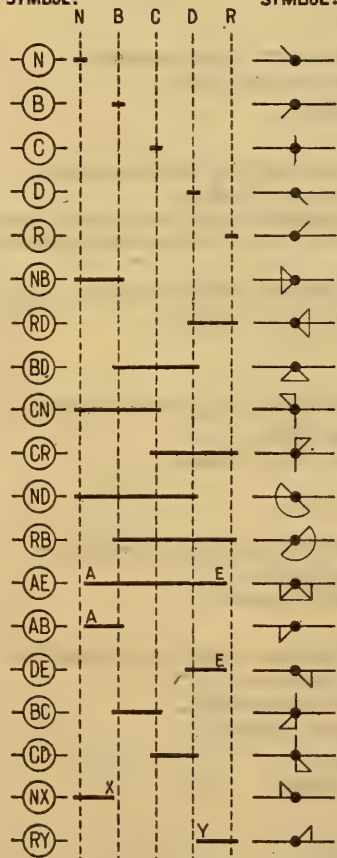 SYMBOL. SYMBOL.
N B C D R
N
B
C
D
R
NB
RD
BD
CN
CR
ND
RB
AE A E
AB A
DE E
BC
CD
NX X
RY Y